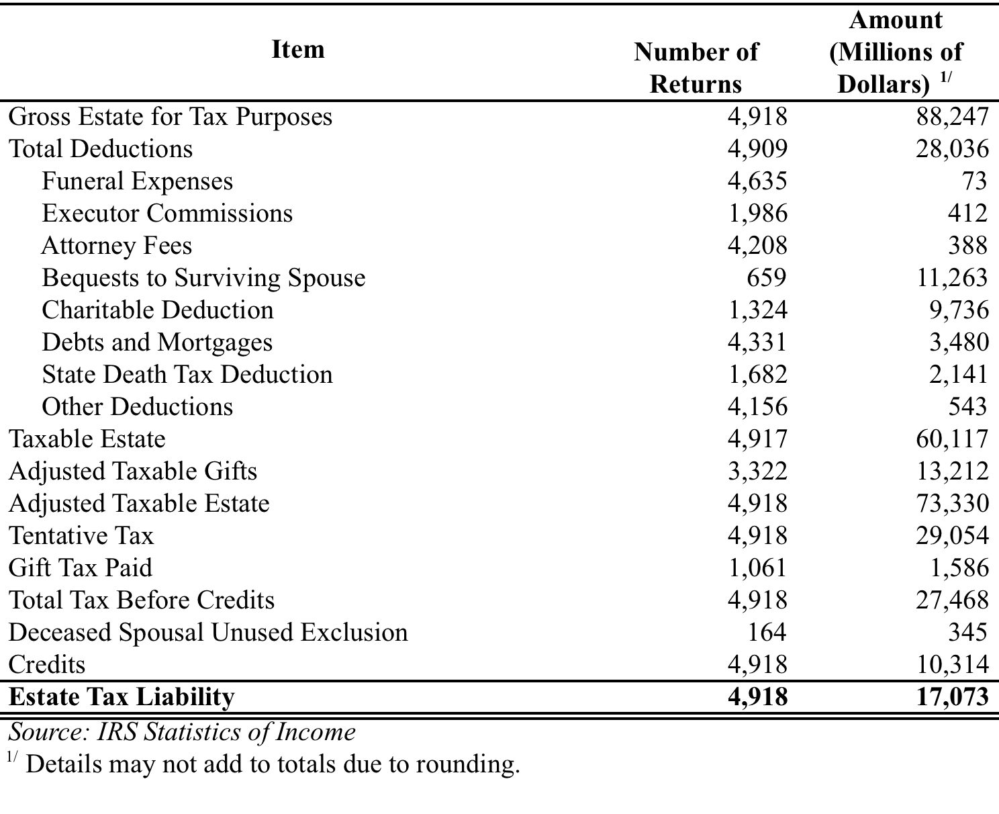 Item Number of Returns Amount (Millions of Dollars) 1/
Gross Estate for Tax Purposes 4,918 88,247
Total Deductions 4,909 28,036
Funeral Expenses 4,635 73
Executor Commissions 1,986 412
Attorney Fees 4,208 388
Bequests to Surviving Spouse 659 11,263
Charitable Deduction 1,324 9,736
Debts and Mortgages 4,331 3,480
State Death Tax Deduction 1,682 2,141
Other Deductions 4,156 543
Taxable Estate 4,917 60,117
Adjusted Taxable Gifts 3,322 13,212
Adjusted Taxable Estate 4,918 73,330
Tentative Tax 4,918 29,054
Gift Tax Paid 1,061 1,586
Total Tax Before Credits 4,918 27,468
Deceased Spousal Unused Exclusion 164 345
Credits 4,918 10,314
Estate Tax Liability 4,918 17,073
Source: IRS Statistics of Income
1/ Details may not add to totals due to rounding.